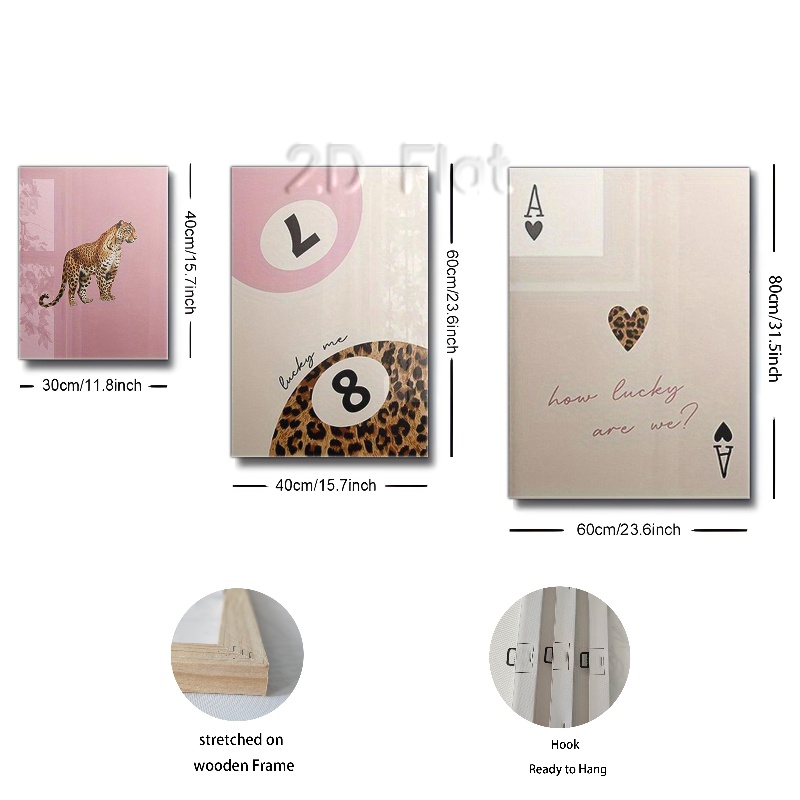 2D Flat
7
A
lucky me
8
how lucky
are we?
A
40cm/15.7inch
30cm/11.8inch
60cm/23.6inch
40cm/15.7inch
80cm/31.5inch
60cm/23.6inch
stretched on
wooden Frame
Hook
Ready to Hang